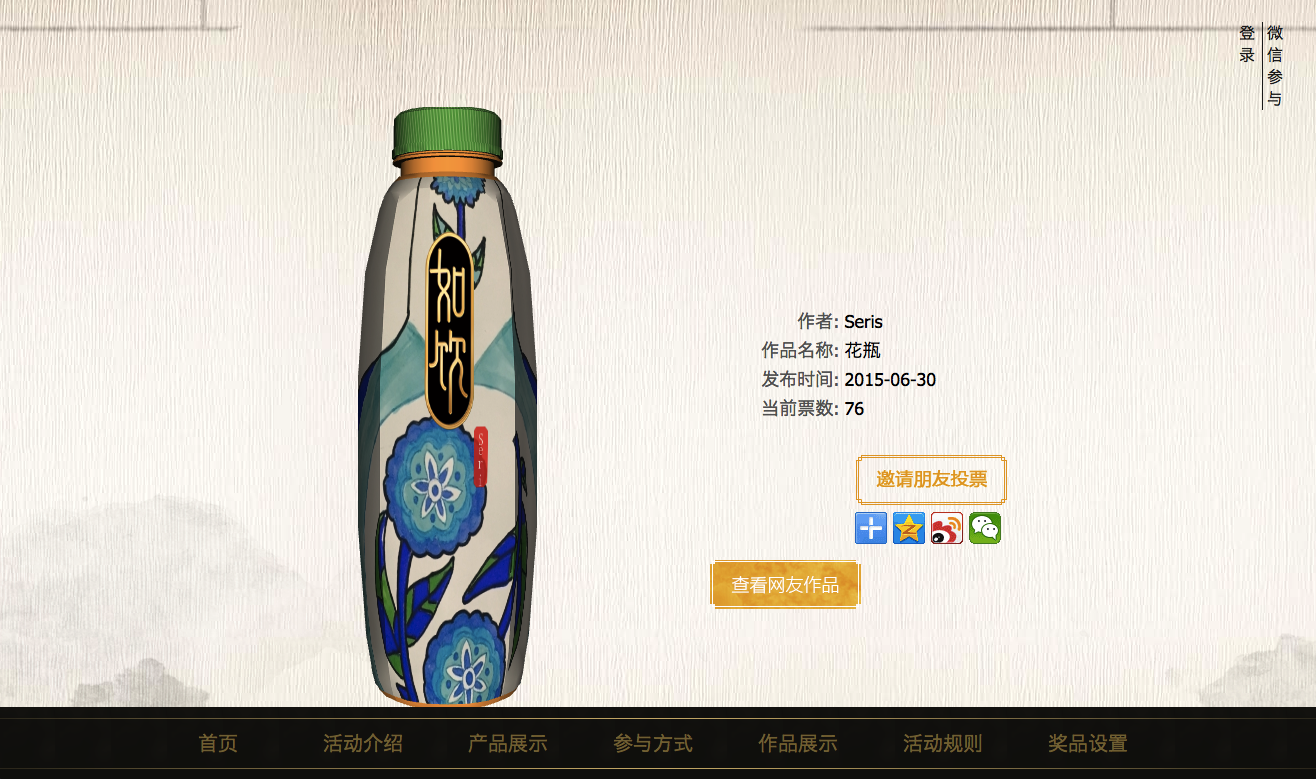 登录
微信参与
如饮
Seri
作者: Seris
作品名称: 花瓶
发布时间: 2015-06-30
当前票数: 76
邀请朋友投票
查看网友作品
首页 活动介绍 产品展示 参与方式 作品展示 活动规则 奖品设置